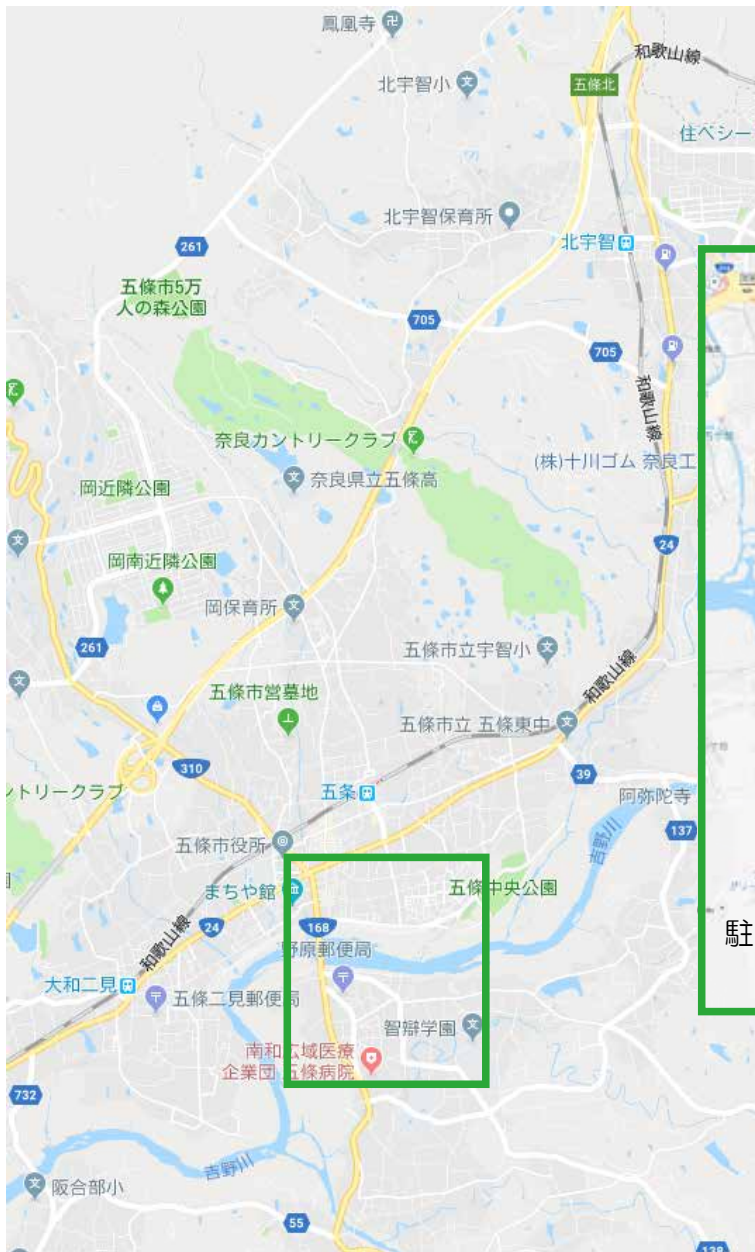 鳳凰寺
和歌山線
北宇智小
五條北
住ベシー
北宇智保育所
北宇智
261
五條市5万
人の森公園
705
705
和歌山線
奈良カントリークラブ
(株)十川ゴム 奈良工
奈良県立五條高
岡近隣公園
24
岡南近隣公園
岡保育所
261
五條市立宇智小
和歌山線
五條市営墓地
五條市立 五條東中
310
39
ントリークラブ
五条
阿弥陀寺
137
五條市役所
吉野川
まちや館
五條中央公園
24
168
和歌山線
野原郵便局
駐
大和二見
五條二見郵便局
智辯学園
南和広域医療
企業団 五條病院
732
吉野川
阪合部小
55
138